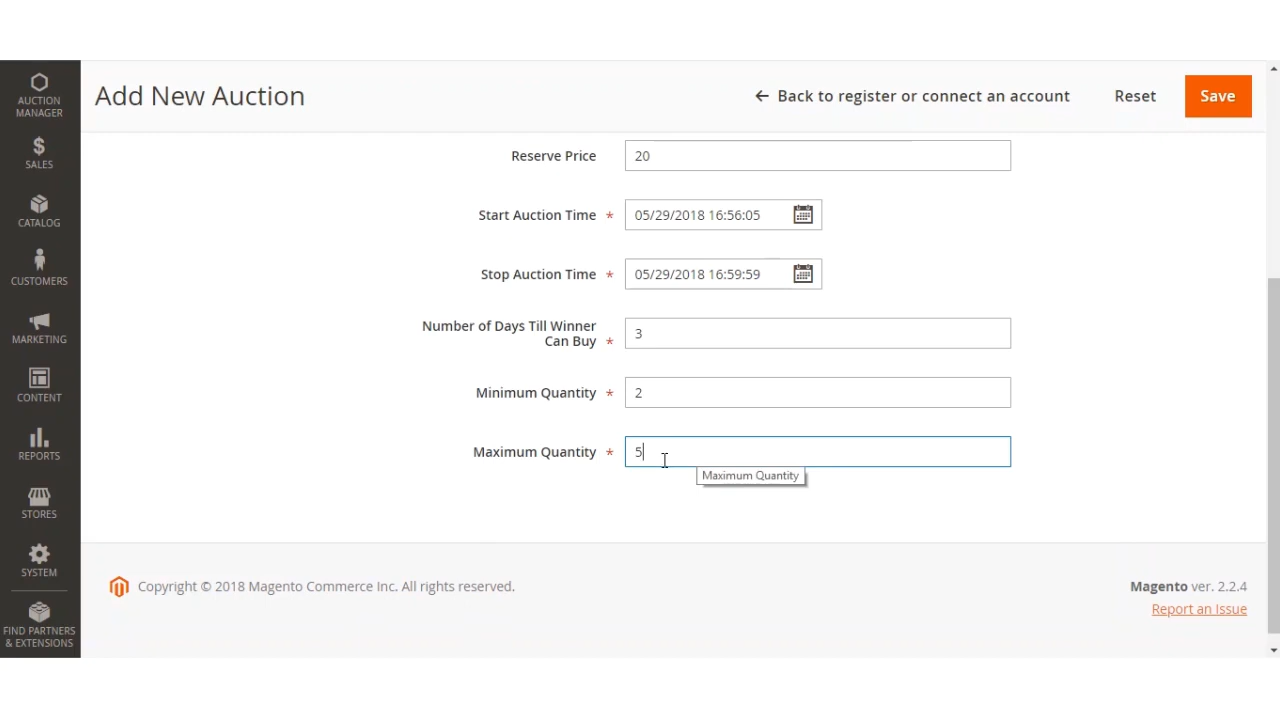 Add New Auction
← Back to register or connect an account
Reset
Save
AUCTION
MANAGER
SALES
CATALOG
CUSTOMERS
MARKETING
CONTENT
REPORTS
STORES
SYSTEM
FIND PARTNERS
& EXTENSIONS
Reserve Price 20
Start Auction Time * 05/29/2018 16:56:05
Stop Auction Time * 05/29/2018 16:59:59
Number of Days Till Winner
Can Buy * 3
Minimum Quantity * 2
Maximum Quantity * 5
Maximum Quantity
Copyright © 2018 Magento Commerce Inc. All rights reserved.
Magento ver. 2.2.4
Report an Issue